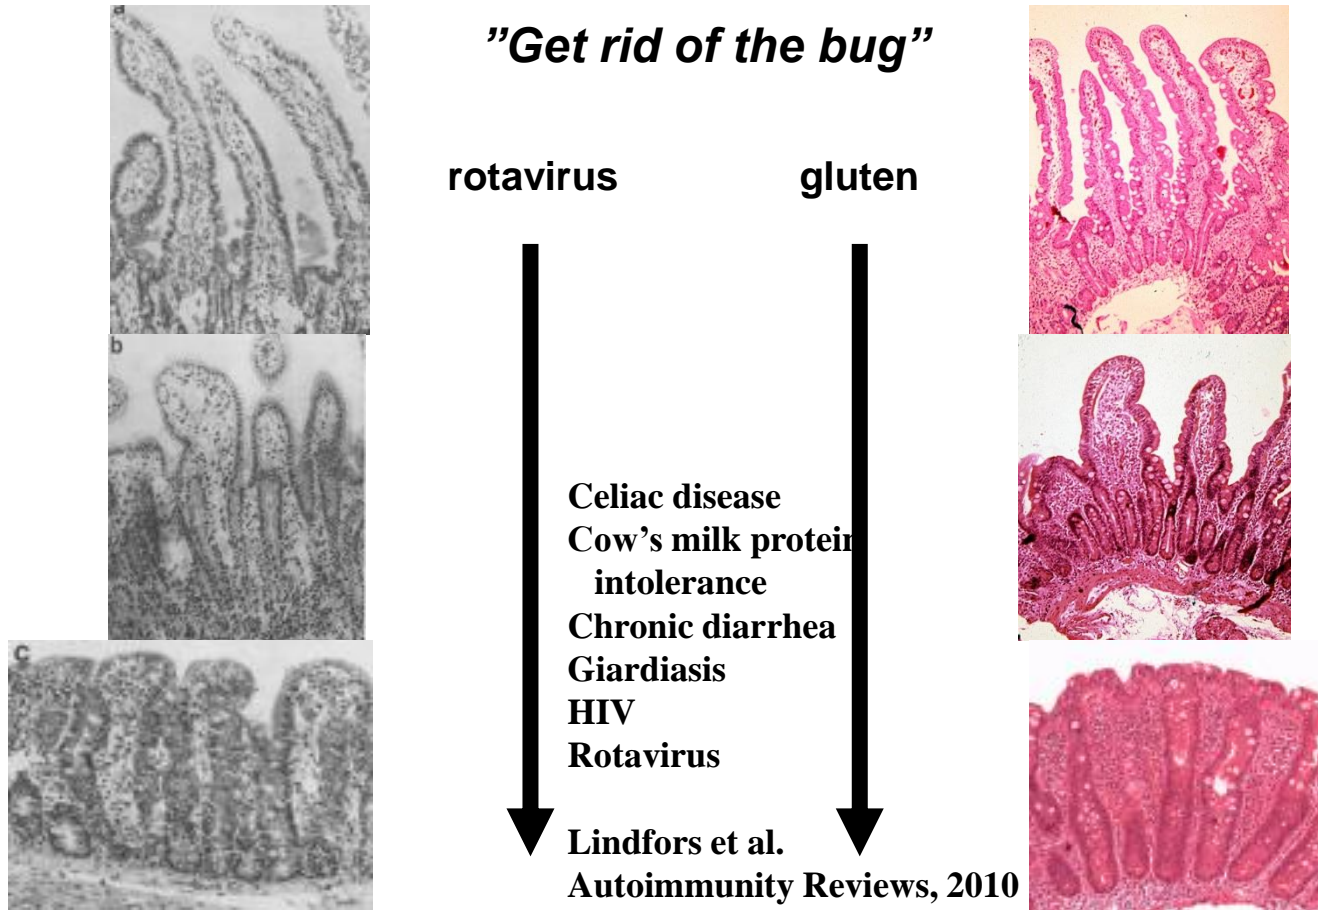 ”Get rid of the bug”
rotavirus
gluten
a
b
c
Celiac disease
Cow’s milk protein
intolerance
Chronic diarrhea
Giardiasis
HIV
Rotavirus
Lindfors et al.
Autoimmunity Reviews, 2010